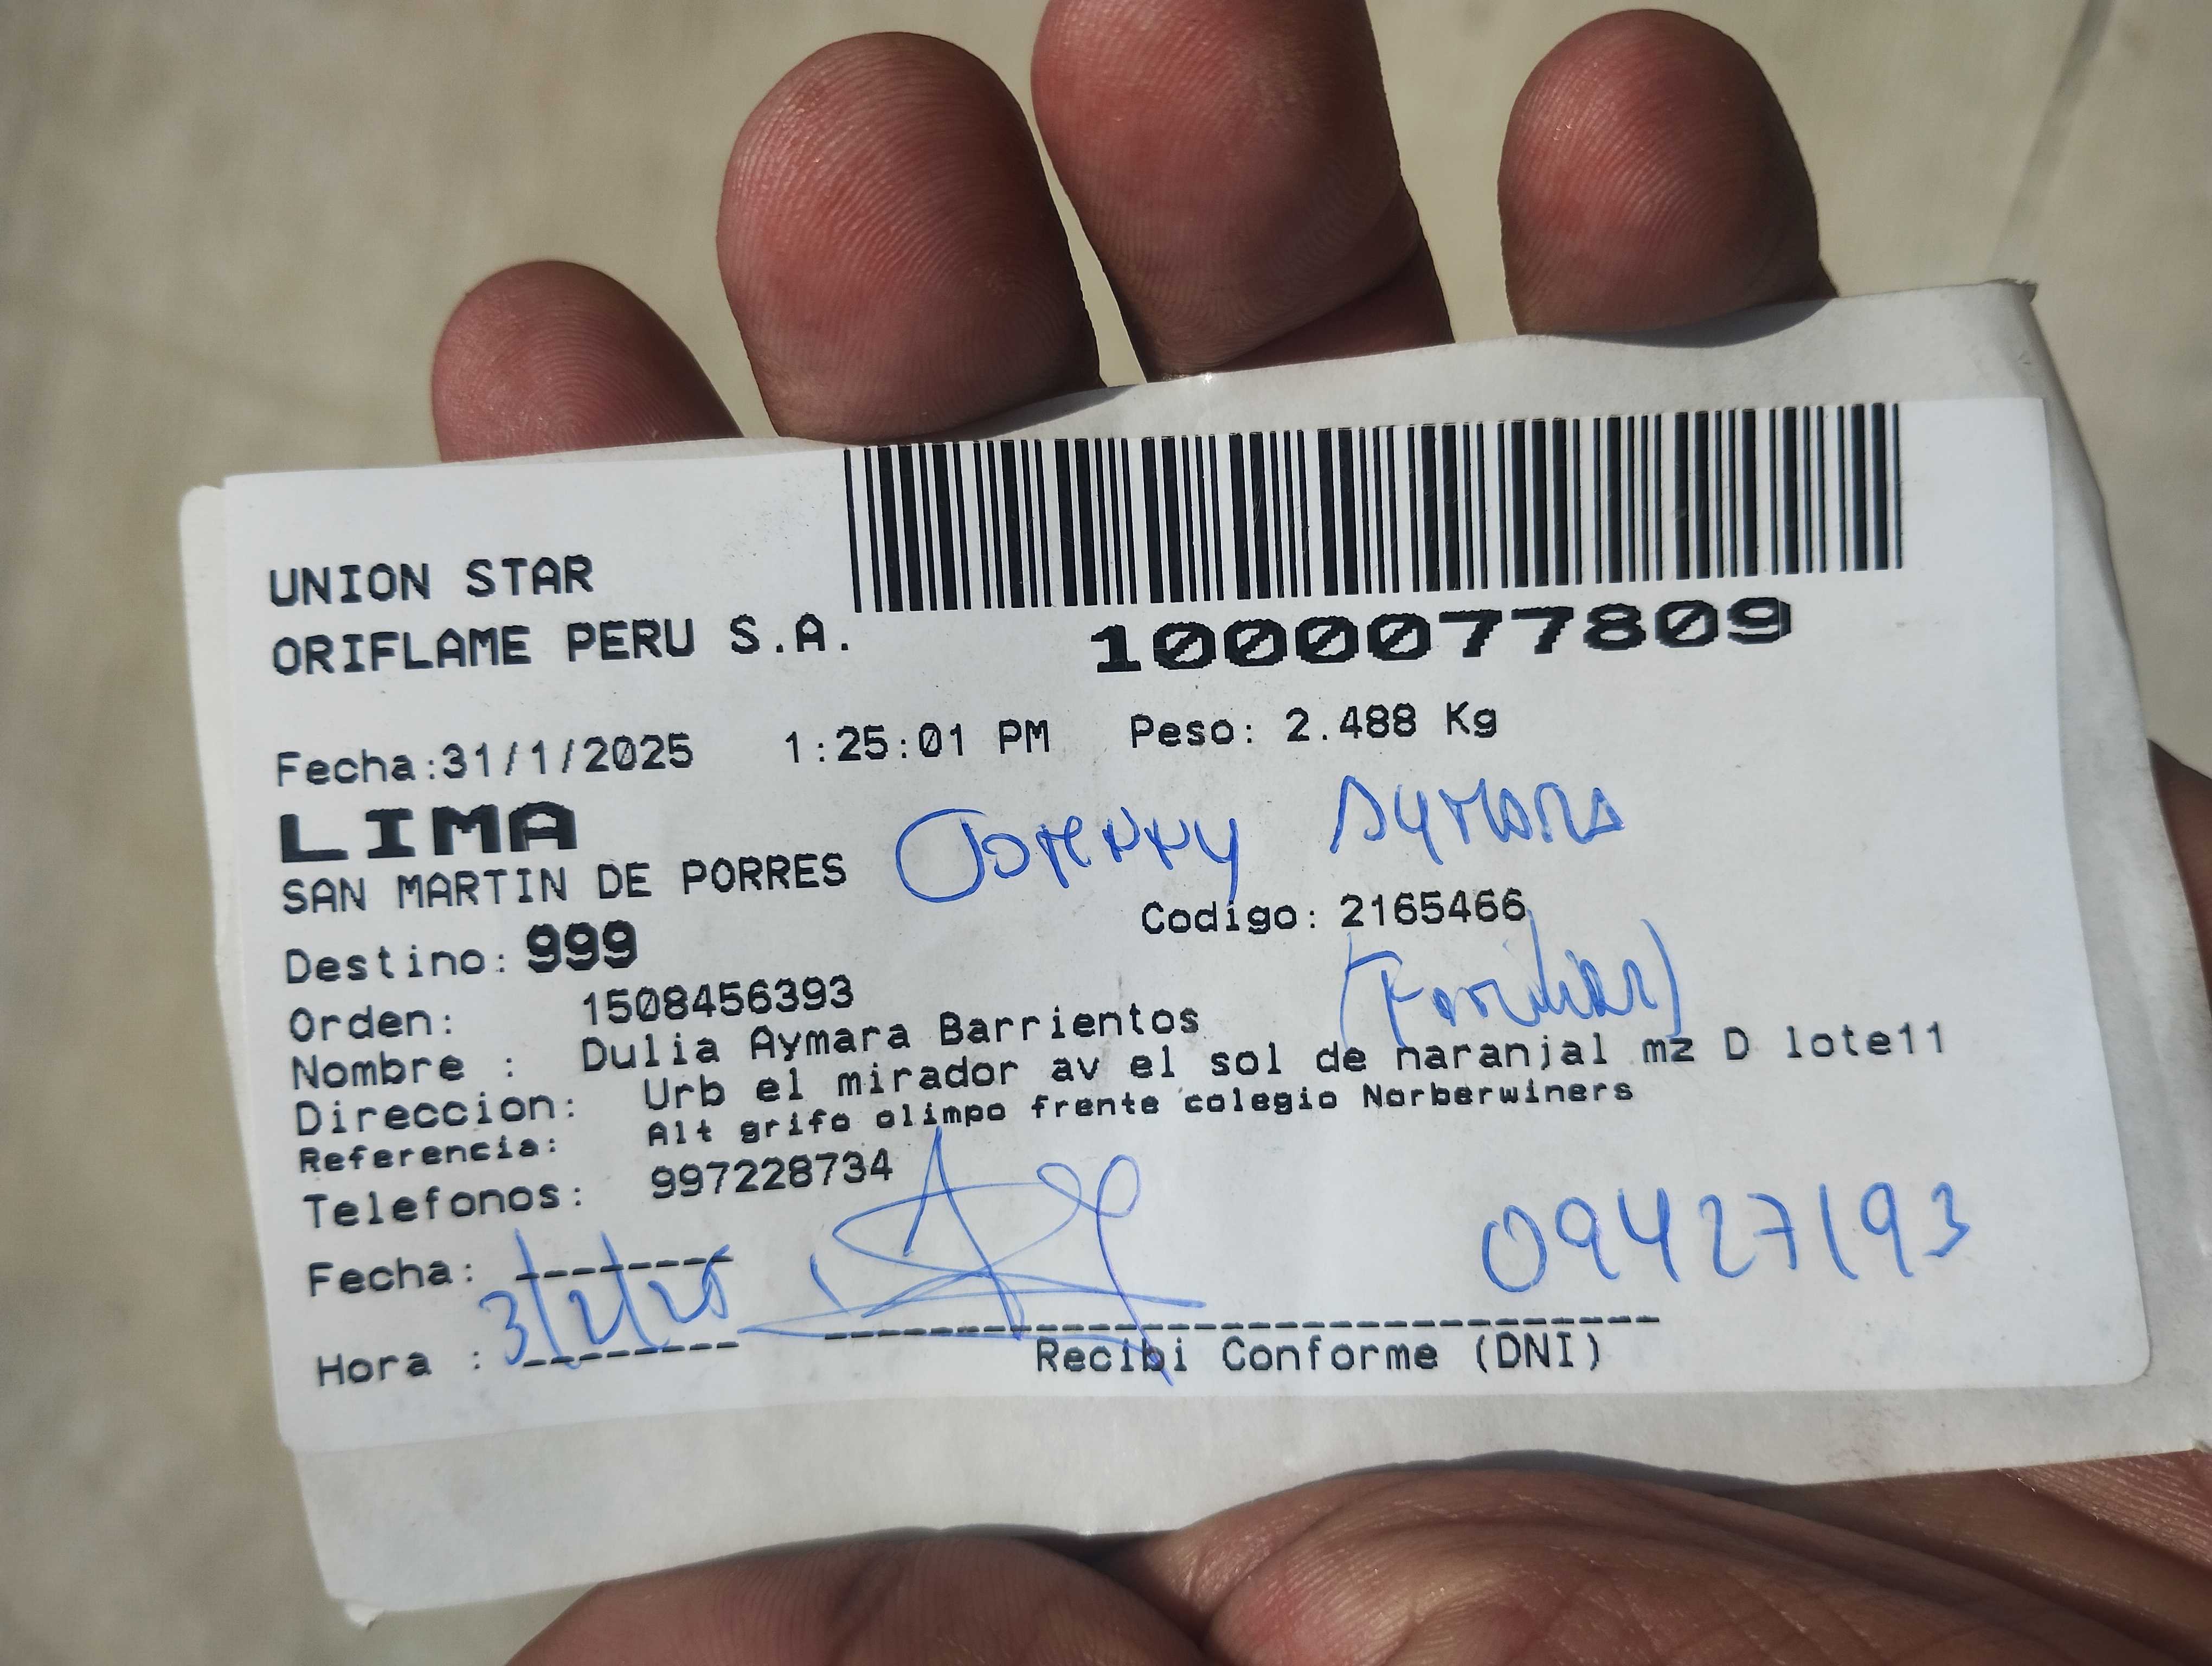 UNION STAR
ORIFLAME PERU S.A.
1000077809
Fecha:31/1/2025 1:25:01 PM Peso: 2.488 Kg
LIMA
AYMARA
SAN MARTIN DE PORRES
Codigo: 2165466
Destino: 999
(Familiar)
Orden: 1508456393
Nombre : Dulia Aymara Barrientos
Direccion: Urb el mirador av el sol de naranjal mz D lote11
Referencia: Alt grifo olimpo frente colegio Norberwiners
Telefonos: 997228734
09427193
Fecha:
3/2/25
Hora :
Recibi Conforme (DNI)